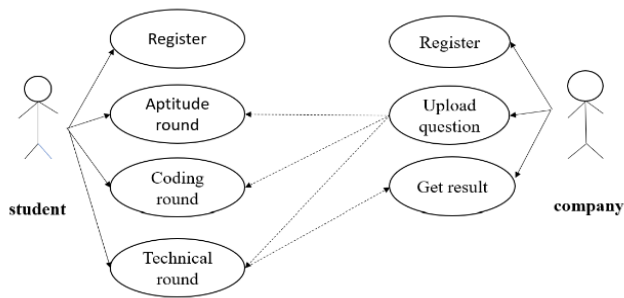 Register
Register
Aptitude
round
Upload
question
Coding
round
Get result
student
company
Technical
round